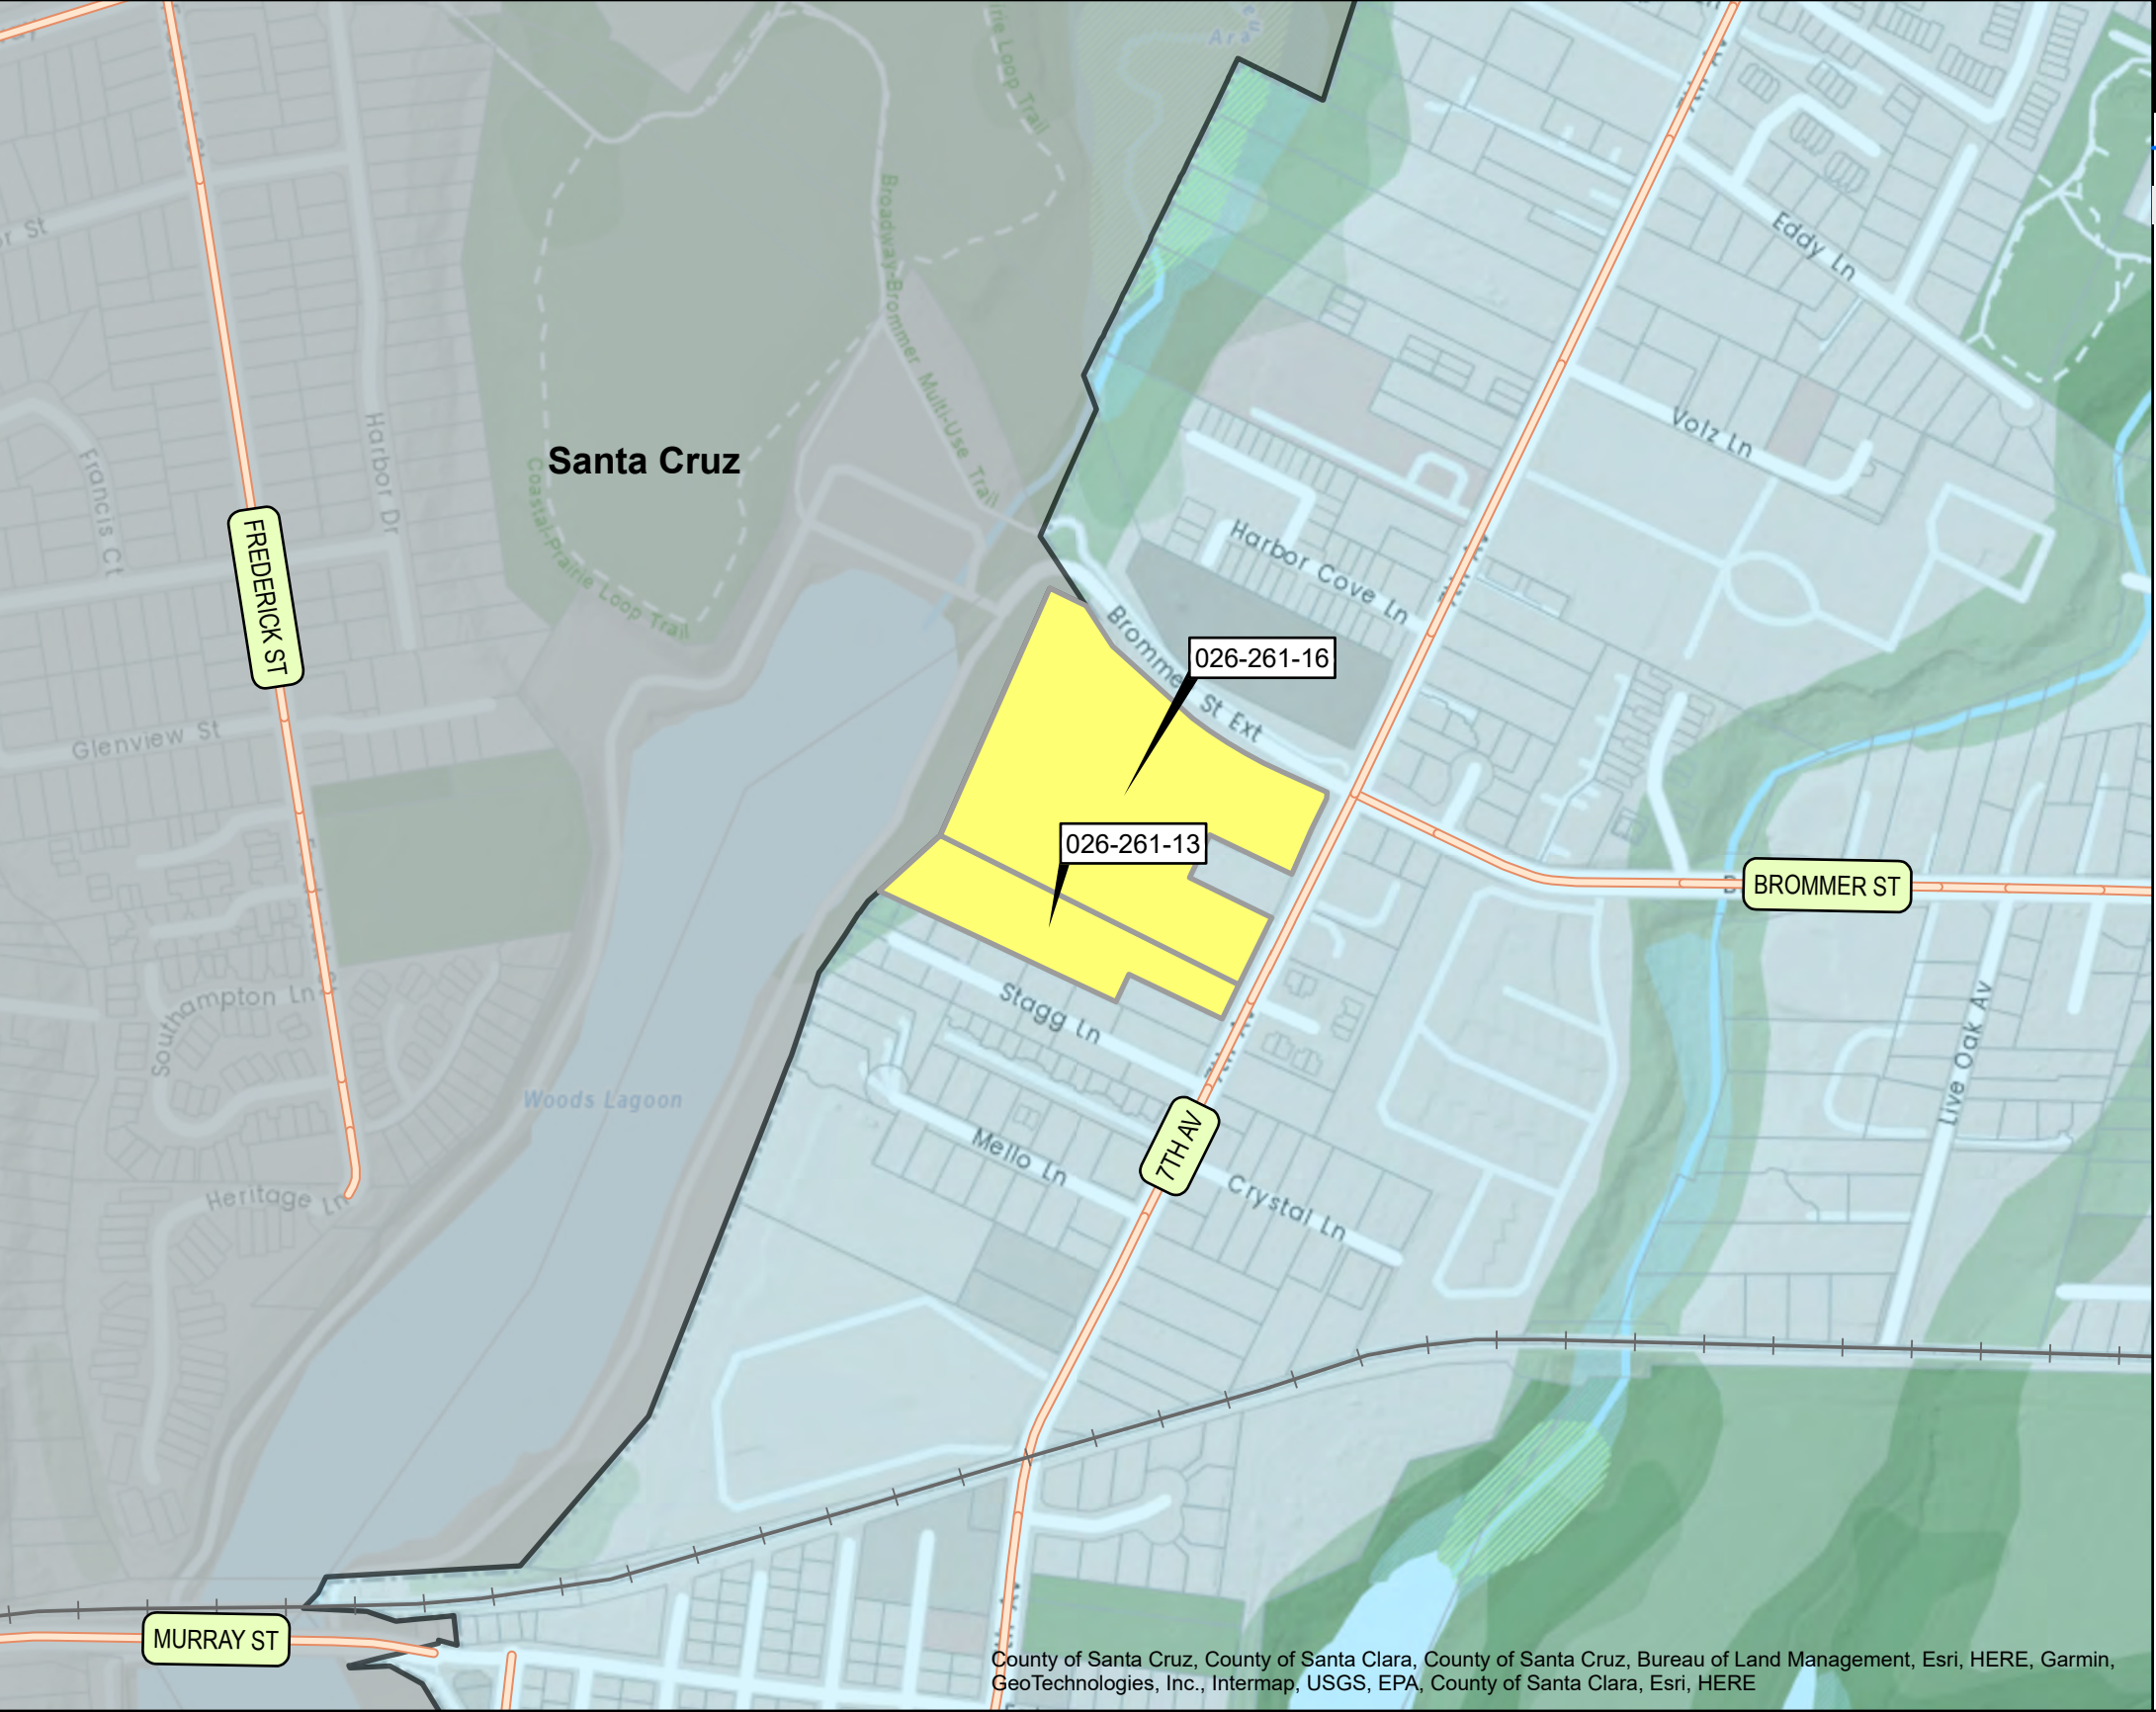 Eddy Ln
Volz Ln
Francis Ct
Harbor Dr
Santa Cruz
Broadway-Brommer Multi-Use Trail
Coastal-Prairie Loop Trail
Harbor Cove Ln
FREDERICK ST
Brommer St Ext
026-261-16
Glenview St
026-261-13
BROMMER ST
Southampton Ln
Stagg Ln
Live Oak Av
Woods Lagoon
7TH AV
Mello Ln
Crystal Ln
Heritage Ln
MURRAY ST
County of Santa Cruz, County of Santa Clara, County of Santa Cruz, Bureau of Land Management, Esri, HERE, Garmin,
GeoTechnologies, Inc., Intermap, USGS, EPA, County of Santa Clara, Esri, HERE